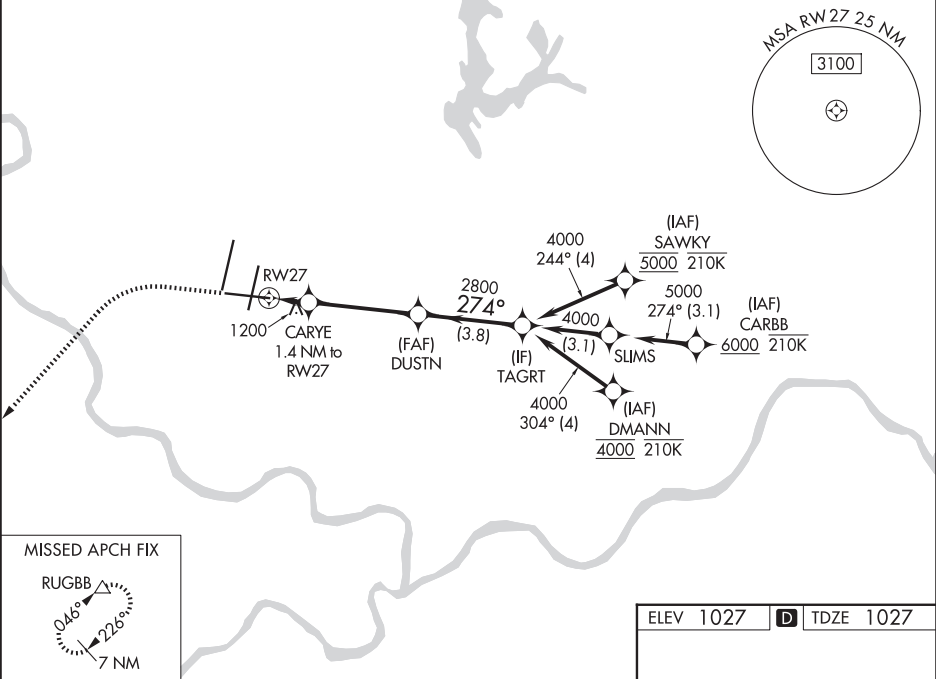 MSA RW27 25 NM
3100
(IAF)
SAWKY
5000 210K
4000
244° (4)
5000
274° (3.1)
(IAF)
CARBB
6000 210K
RW27
2800
274°
(3.8)
4000
(3.1)
SLIMS
1200
CARYE
1.4 NM to
RW27
(FAF)
DUSTN
(IF)
TAGRT
4000
304° (4)
(IAF)
DMANN
4000 210K
MISSED APCH FIX
RUGBB
046°
226°
7 NM
ELEV 1027 D TDZE 1027